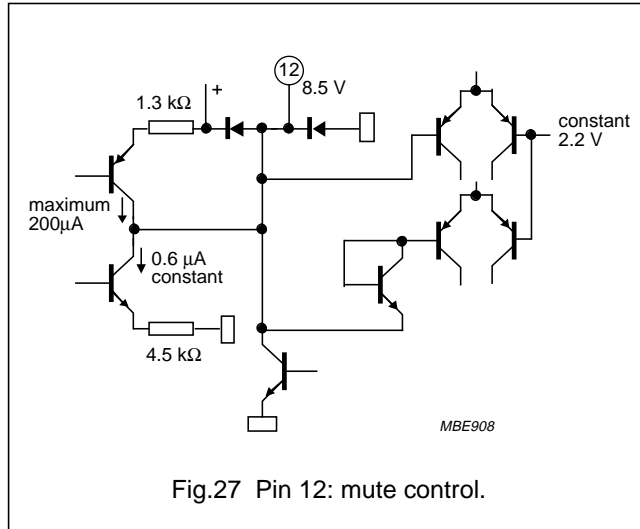 12
8.5 V
1.3 kΩ
+
constant
2.2 V
maximum
200µA
0.6 µA
constant
4.5 kΩ
MBE908
Fig.27 Pin 12: mute control.